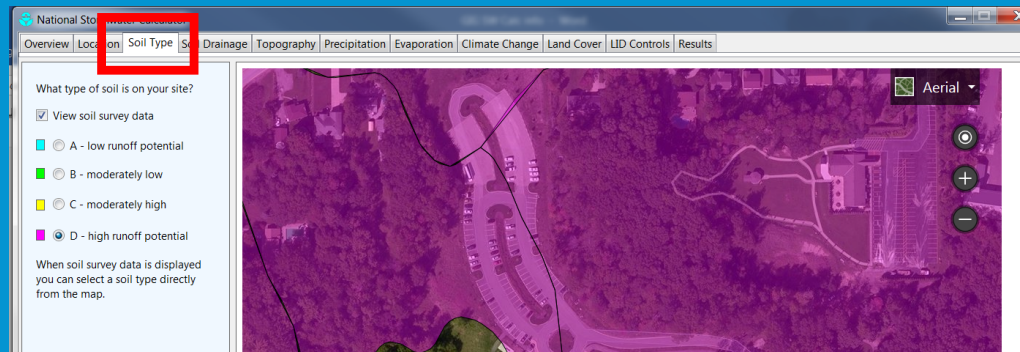 National Sto
Calculator
Overview Location Soil Type Soil Drainage Topography Precipitation Evaporation Climate Change Land Cover LID Controls Results
What type of soil is on your site?
View soil survey data
A - low runoff potential
B - moderately low
C - moderately high
D - high runoff potential
When soil survey data is displayed
you can select a soil type directly
from the map.
Aerial